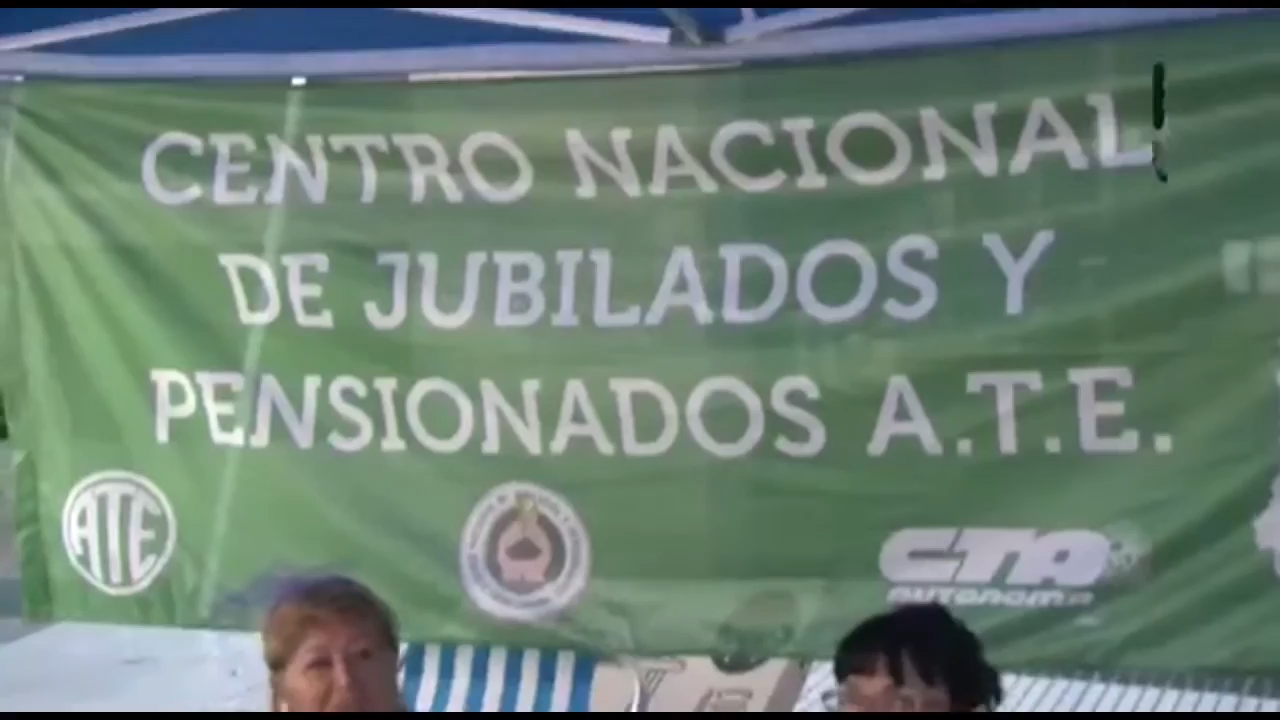 CENTRO NACIONAL
DE JUBILADOS Y
PENSIONADOS A.T.E.
ATE
CTA
AUTONOMA